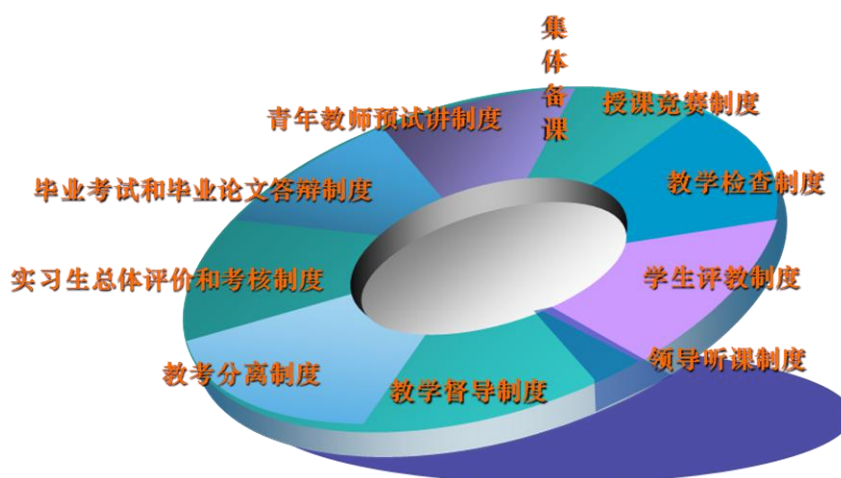 集体备课
授课竞赛制度
青年教师预试讲制度
教学检查制度
毕业考试和毕业论文答辩制度
学生评教制度
实习生总体评价和考核制度
领导听课制度
教考分离制度
教学督导制度